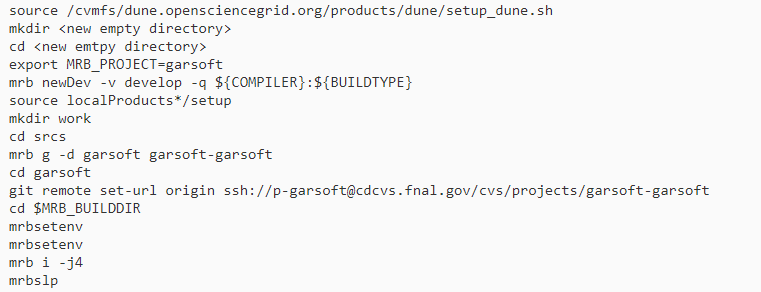 source /cvmfs/dune.opensciencegrid.org/products/dune/setup_dune.sh
mkdir <new empty directory>
cd <new emtpy directory>
export MRB_PROJECT=garsoft
mrb newDev -v develop -q ${COMPILER}:${BUILDTYPE}
source localProducts*/setup
mkdir work
cd srcs
mrb g -d garsoft garsoft-garsoft
cd garsoft
git remote set-url origin ssh://p-garsoft@cdcvs.fnal.gov/cvs/projects/garsoft-garsoft
cd $MRB_BUILDDIR
mrbsetenv
mrbsetenv
mrb i -j4
mrbslp